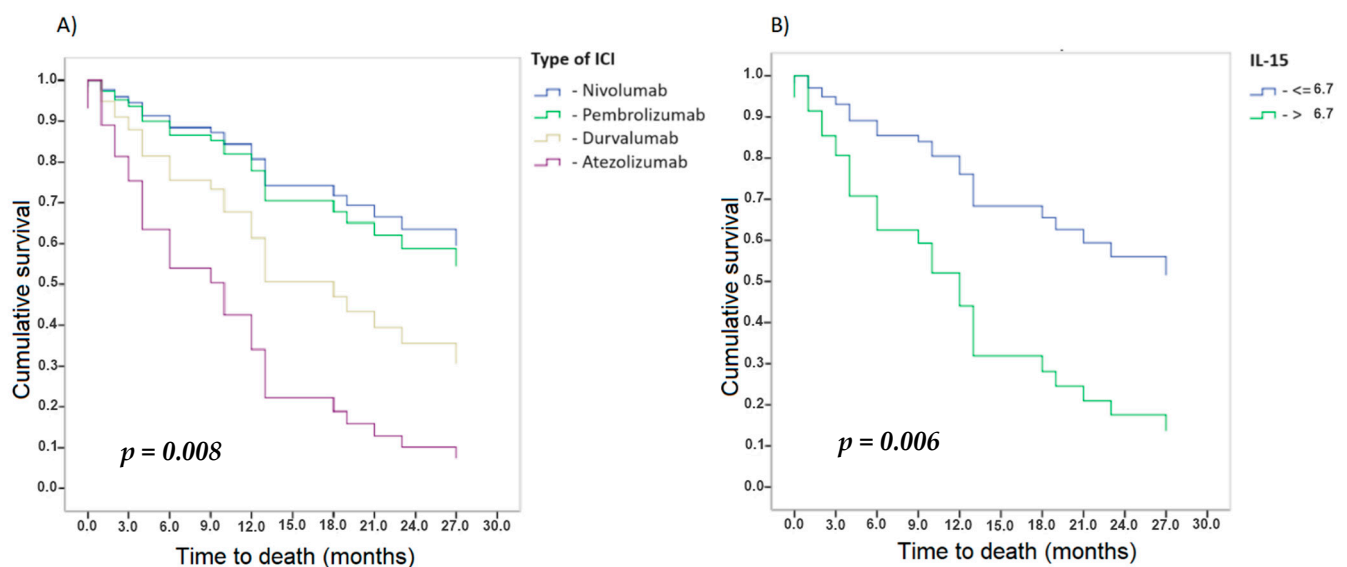 A)
Type of ICI
- Nivolumab
- Pembrolizumab
- Durvalumab
- Atezolizumab
Cumulative survival
1.0
0.9
0.8
0.7
0.6
0.5
0.4
0.3
0.2
0.1
0.0
p = 0.008
0.0 3.0 6.0 9.0 12.0 15.0 18.0 21.0 24.0 27.0 30.0
Time to death (months)
B)
IL-15
- <= 6.7
- > 6.7
Cumulative survival
1.0
0.9
0.8
0.7
0.6
0.5
0.4
0.3
0.2
0.1
0.0
p = 0.006
0.0 3.0 6.0 9.0 12.0 15.0 18.0 21.0 24.0 27.0 30.0
Time to death (months)